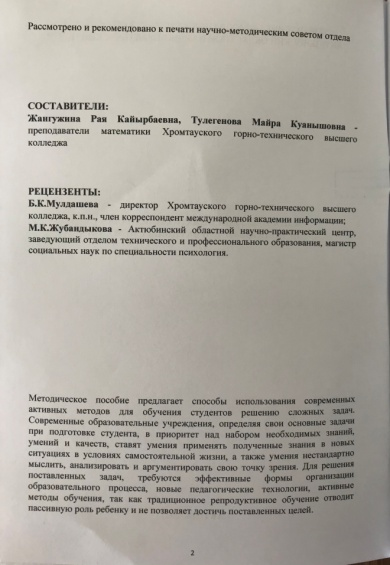 Рассмотрено и рекомендовано к печати научно-методическим советом отдела
СОСТАВИТЕЛИ:
Жангужина Рая Кайырбаевна, Тулегенова Майра Куанышовна -
преподаватели математики Хромтауского горно-технического высшего
колледжа
РЕЦЕНЗЕНТЫ:
Б.К.Мулдашева - директор Хромтауского горно-технического высшего
колледжа, к.п.н., член корреспондент международной академии информации;
М.К.Жубандыкова - Актюбинский областной научно-практический центр,
заведующий отделом технического и профессионального образования, магистр
социальных наук по специальности психология.
Методическое пособие предлагает способы использования современных
активных методов для обучения студентов решению сложных задач.
Современные образовательные учреждения, определяя свои основные задачи
при подготовке студента, в приоритет над набором необходимых знаний,
умений и качеств, ставят умения применять полученные знания в новых
ситуациях в условиях самостоятельной жизни, а также умения нестандартно
мыслить, анализировать и аргументировать свою точку зрения. Для решения
поставленных задач, требуются эффективные формы организации
образовательного процесса, новые педагогические технологии, активные
методы обучения, так как традиционное репродуктивное обучение отводит
пассивную роль ребенку и не позволяет достичь поставленных целей.
2